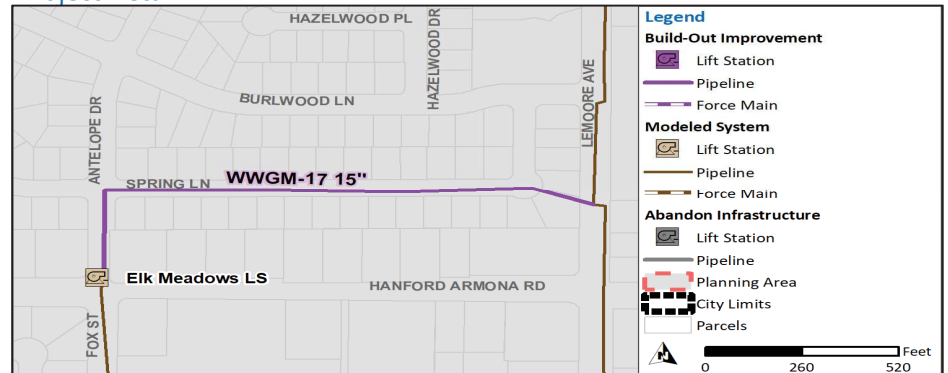 HAZELWOOD PL
HAZELWOOD DR
BURLWOOD LN
LEMOORE AVE
ANTELOPE DR
SPRING LN
WWGM-17 15"
Elk Meadows LS
HANFORD ARMONA RD
FOX ST
Legend
Build-Out Improvement
Lift Station
Pipeline
Force Main
Modeled System
Lift Station
Pipeline
Force Main
Abandon Infrastructure
Lift Station
Pipeline
Planning Area
City Limits
Parcels
N
Feet
0 260 520